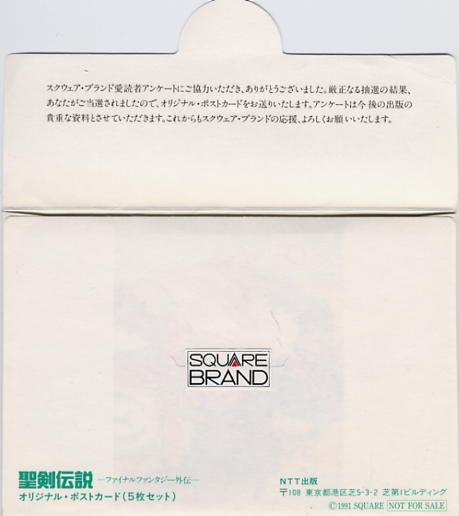 スクウェア・ブランド愛読者アンケートにご協力いただき、ありがとうございました。厳正なる抽選の結果、
あなたがご当選されましたので、オリジナル・ポストカードをお送りいたします。アンケートは今後の出版の
貴重な資料とさせていただきます。これからもスクウェア・ブランドの応援、よろしくお願いいたします。
SQUARE
BRAND
聖剣伝説 —ファイナルファンタジー外伝—
オリジナル・ポストカード(5枚セット)
NTT出版
〒108 東京都港区芝5-3-2 芝第1ビルディング
©1991 SQUARE NOT FOR SALE